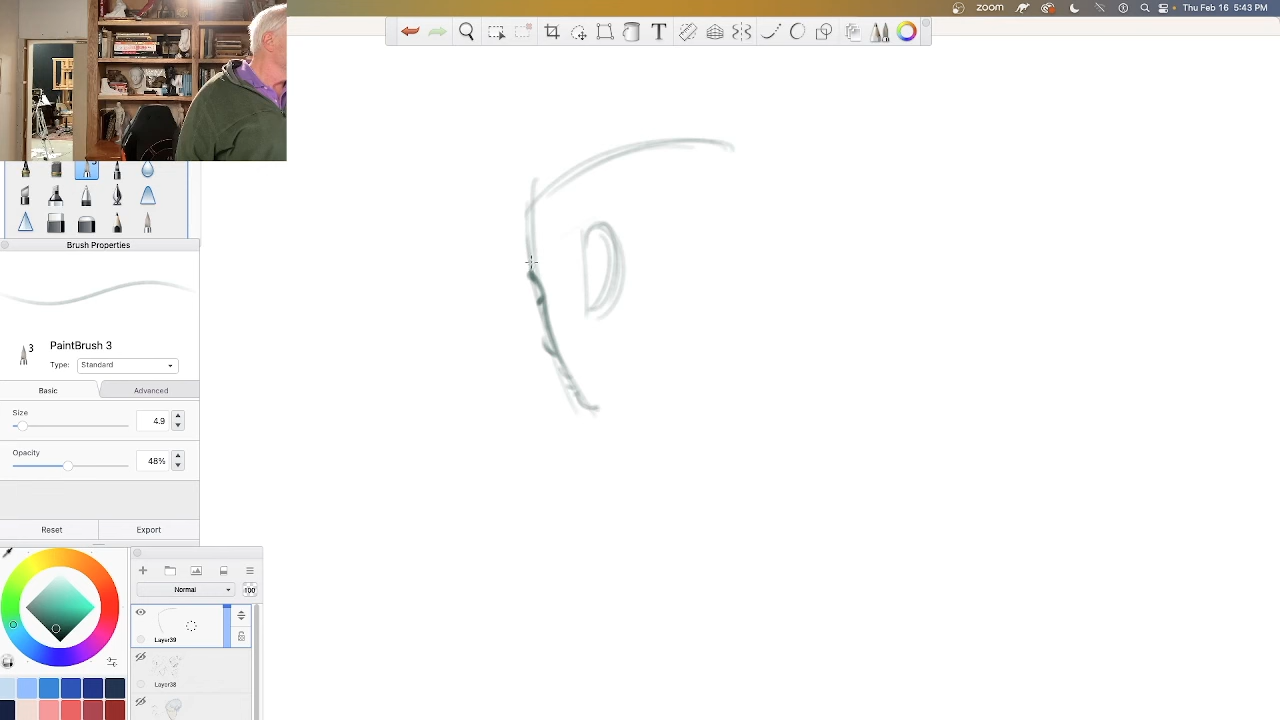 zoom
Thu Feb 16 5:43 PM
T
D
3
Brush Properties
3 PaintBrush 3
Type: Standard
Basic Advanced
Size
4.9
Opacity
48%
Reset Export
Normal 100
Layer39
Layer38